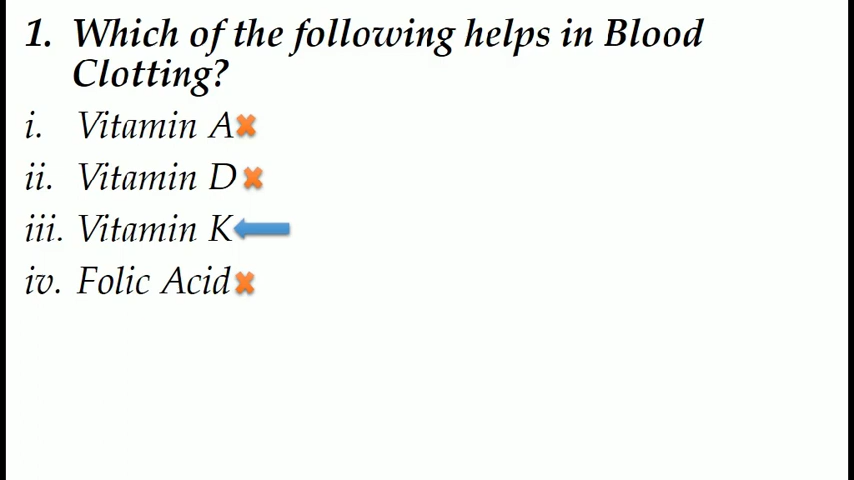 1. Which of the following helps in Blood
Clotting?
i. Vitamin A
ii. Vitamin D
iii. Vitamin K
iv. Folic Acid